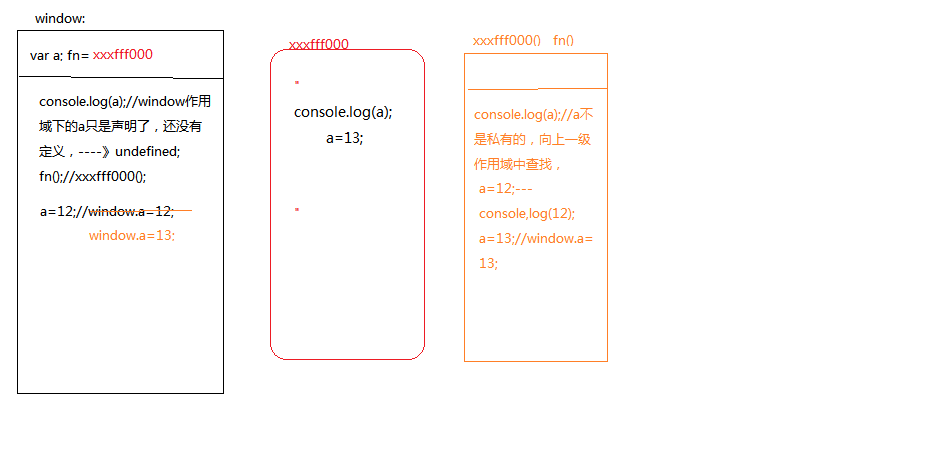 window:
var a; fn= xxxfff000
console.log(a);//window作用
域下的a只是声明了，还没有
定义，----》undefined;
fn();//xxxfff000();
a=12;//window.a=12;
window.a=13;
xxxfff000
console.log(a);
a=13;
xxxfff000() fn()
console.log(a);//a不
是私有的，向上一级
作用域中查找，
a=12;---
console,log(12);
a=13;//window.a=
13;